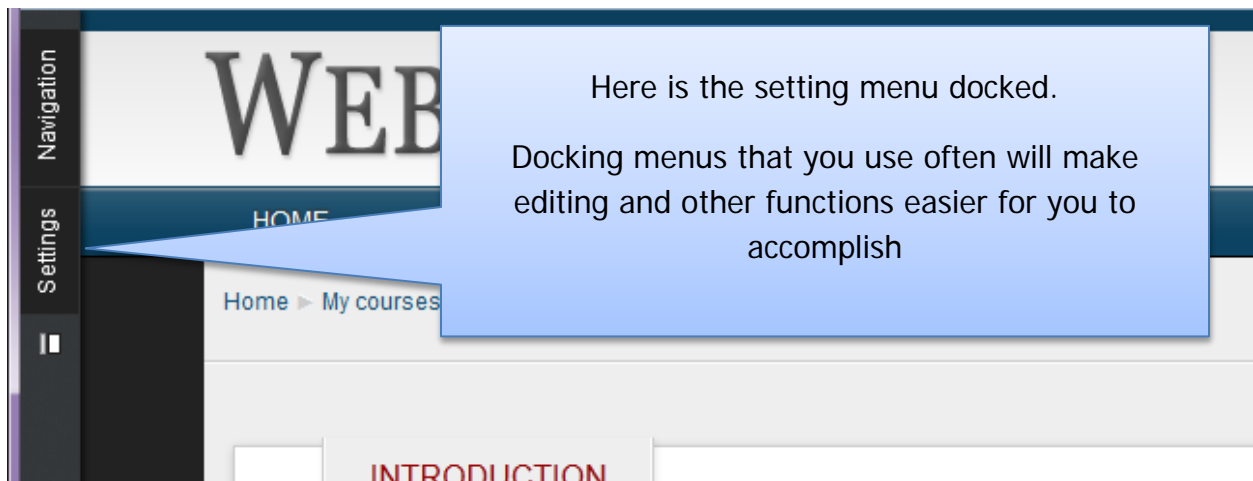 Navigation
Settings
WEB
Here is the setting menu docked.
Docking menus that you use often will make
editing and other functions easier for you to
accomplish
HOME
Home ► My courses
INTRODUCTION